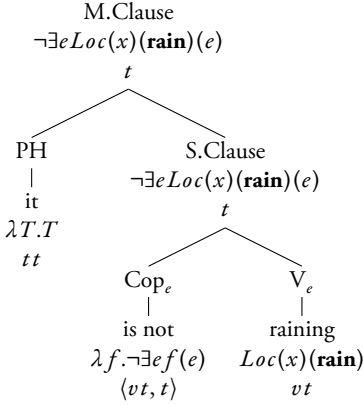 M.Clause
¬∃eLoc(x)(rain)(e)
t
PH
it
λT.T
tt
S.Clause
¬∃eLoc(x)(rain)(e)
t
Copₑ
is not
λf.¬∃ef(e)
⟨vt, t⟩
Vₑ
raining
Loc(x)(rain)
vt